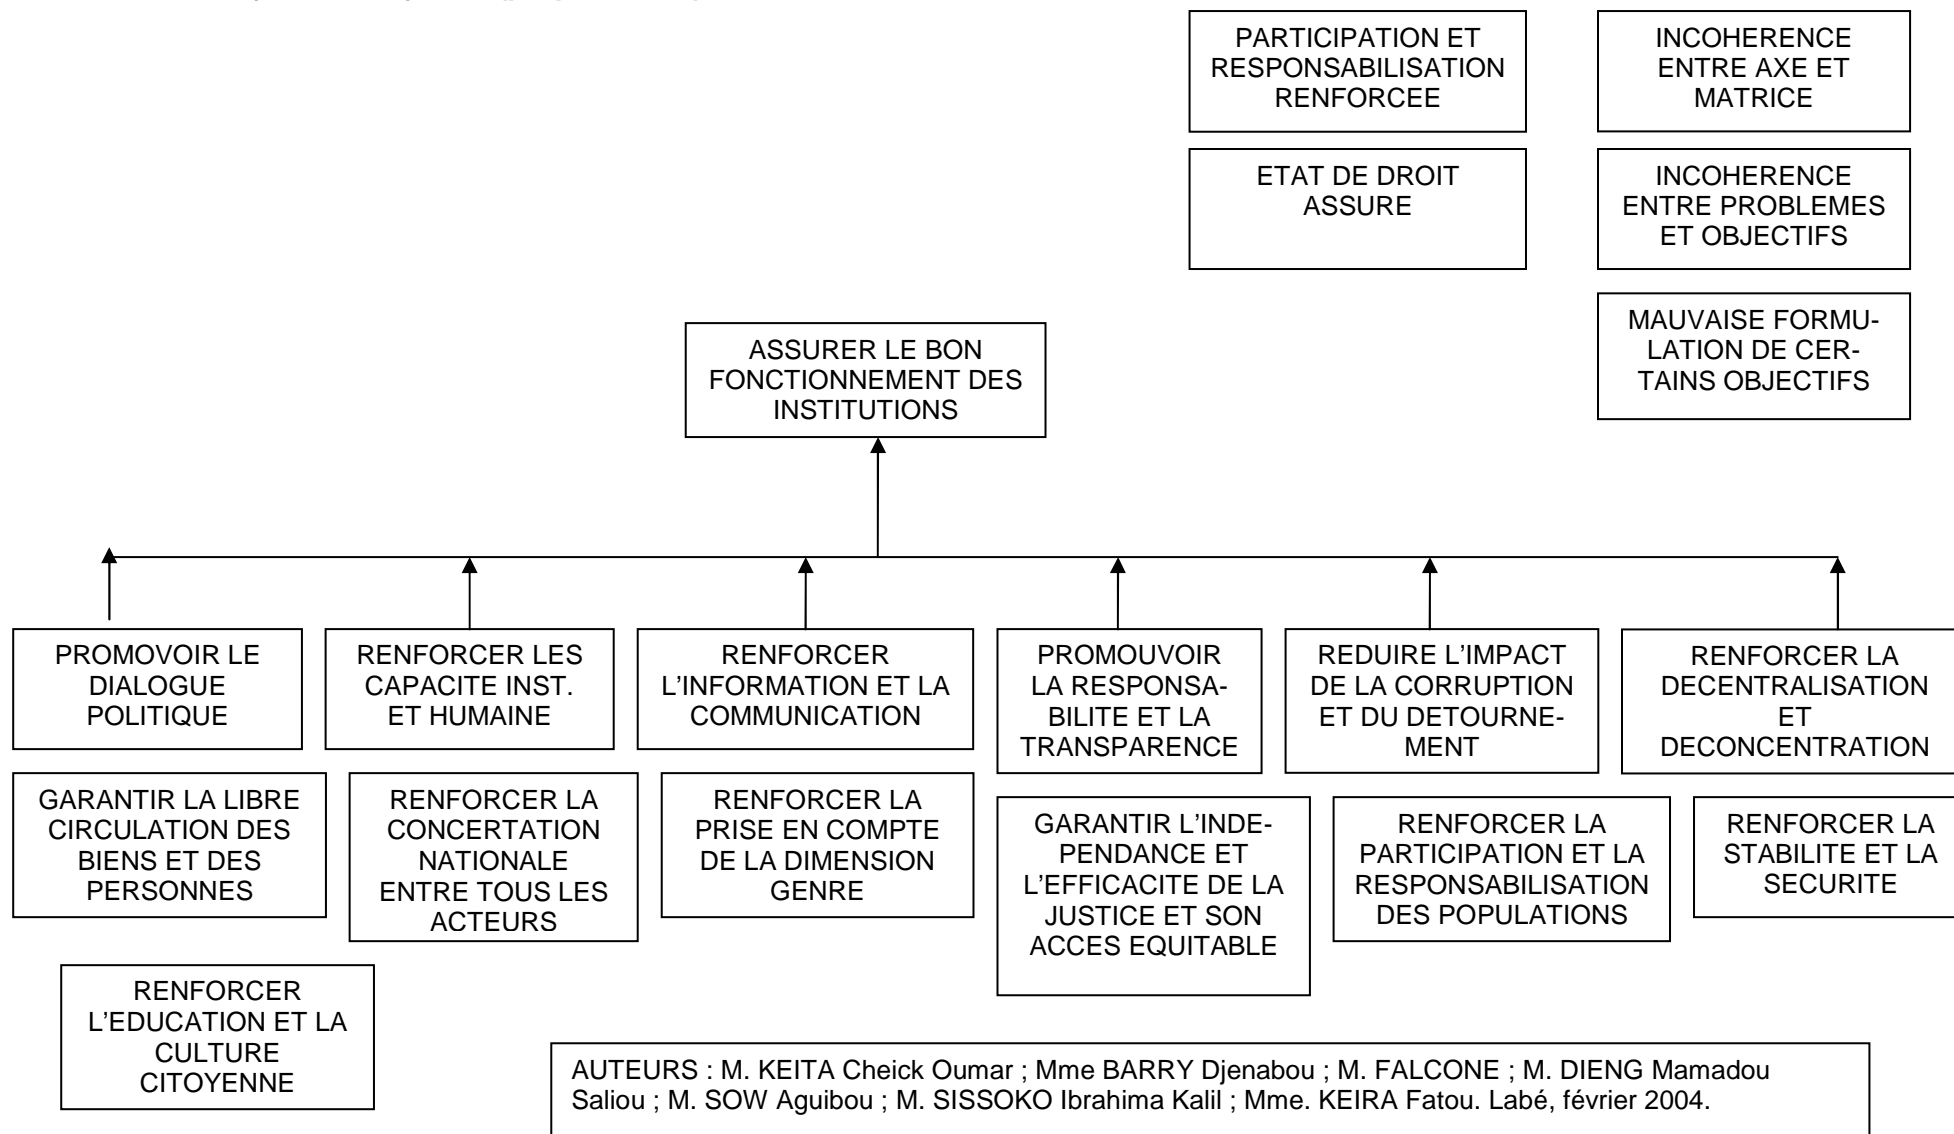 PARTICIPATION ET
RESPONSABILISATION
RENFORCEE
INCOHERENCE
ENTRE AXE ET
MATRICE
ETAT DE DROIT
ASSURE
INCOHERENCE
ENTRE PROBLEMES
ET OBJECTIFS
MAUVAISE FORMU-
LATION DE CER-
TAINS OBJECTIFS
ASSURER LE BON
FONCTIONNEMENT DES
INSTITUTIONS
PROMOVOIR LE
DIALOGUE
POLITIQUE
RENFORCER LES
CAPACITE INST.
ET HUMAINE
RENFORCER
L'INFORMATION ET LA
COMMUNICATION
PROMOUVOIR
LA RESPONSA-
BILITE ET LA
TRANSPARENCE
REDUIRE L'IMPACT
DE LA CORRUPTION
ET DU DETOURNE-
MENT
RENFORCER LA
DECENTRALISATION
ET
DECONCENTRATION
GARANTIR LA LIBRE
CIRCULATION DES
BIENS ET DES
PERSONNES
RENFORCER LA
CONCERTATION
NATIONALE
ENTRE TOUS LES
ACTEURS
RENFORCER LA
PRISE EN COMPTE
DE LA DIMENSION
GENRE
GARANTIR L'INDE-
PENDANCE ET
L'EFFICACITE DE LA
JUSTICE ET SON
ACCES EQUITABLE
RENFORCER LA
PARTICIPATION ET LA
RESPONSABILISATION
DES POPULATIONS
RENFORCER LA
STABILITE ET LA
SECURITE
RENFORCER
L'EDUCATION ET LA
CULTURE
CITOYENNE
AUTEURS : M. KEITA Cheick Oumar ; Mme BARRY Djenabou ; M. FALCONE ; M. DIENG Mamadou
Saliou ; M. SOW Aguibou ; M. SISSOKO Ibrahima Kalil ; Mme. KEIRA Fatou. Labé, février 2004.